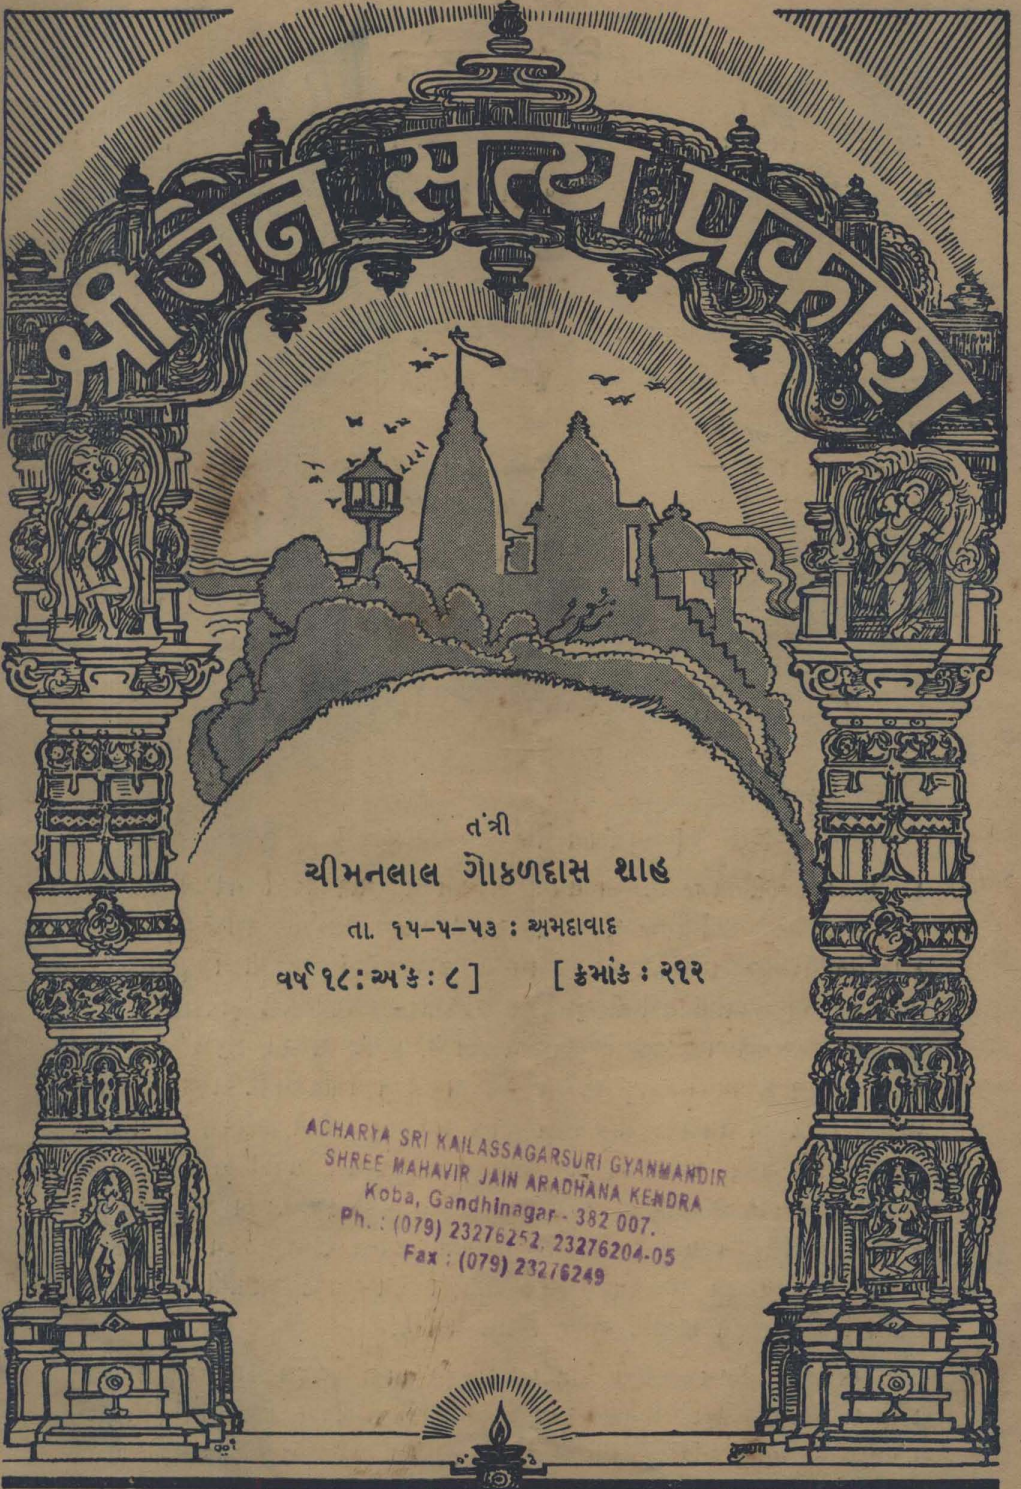 श्री जैन सत्य प्रकाश
તંત્રી
ચીમનલાલ ગોકળદાસ શાહ
તા. ૧૫-૫-૫૩ : અમદાવાદ
વર્ષ ૧૮ : અંક : ૮ ] [ ક્રમાંક : ૨૧૨
ACHARYA SRI KAILASSAGARSURI GYANMANDIR
SHREE MAHAVIR JAIN ARADHANA KENDRA
Koba, Gandhinagar - 382 007.
Ph. : (079) 23276252, 23276204-05
Fax : (079) 23276249